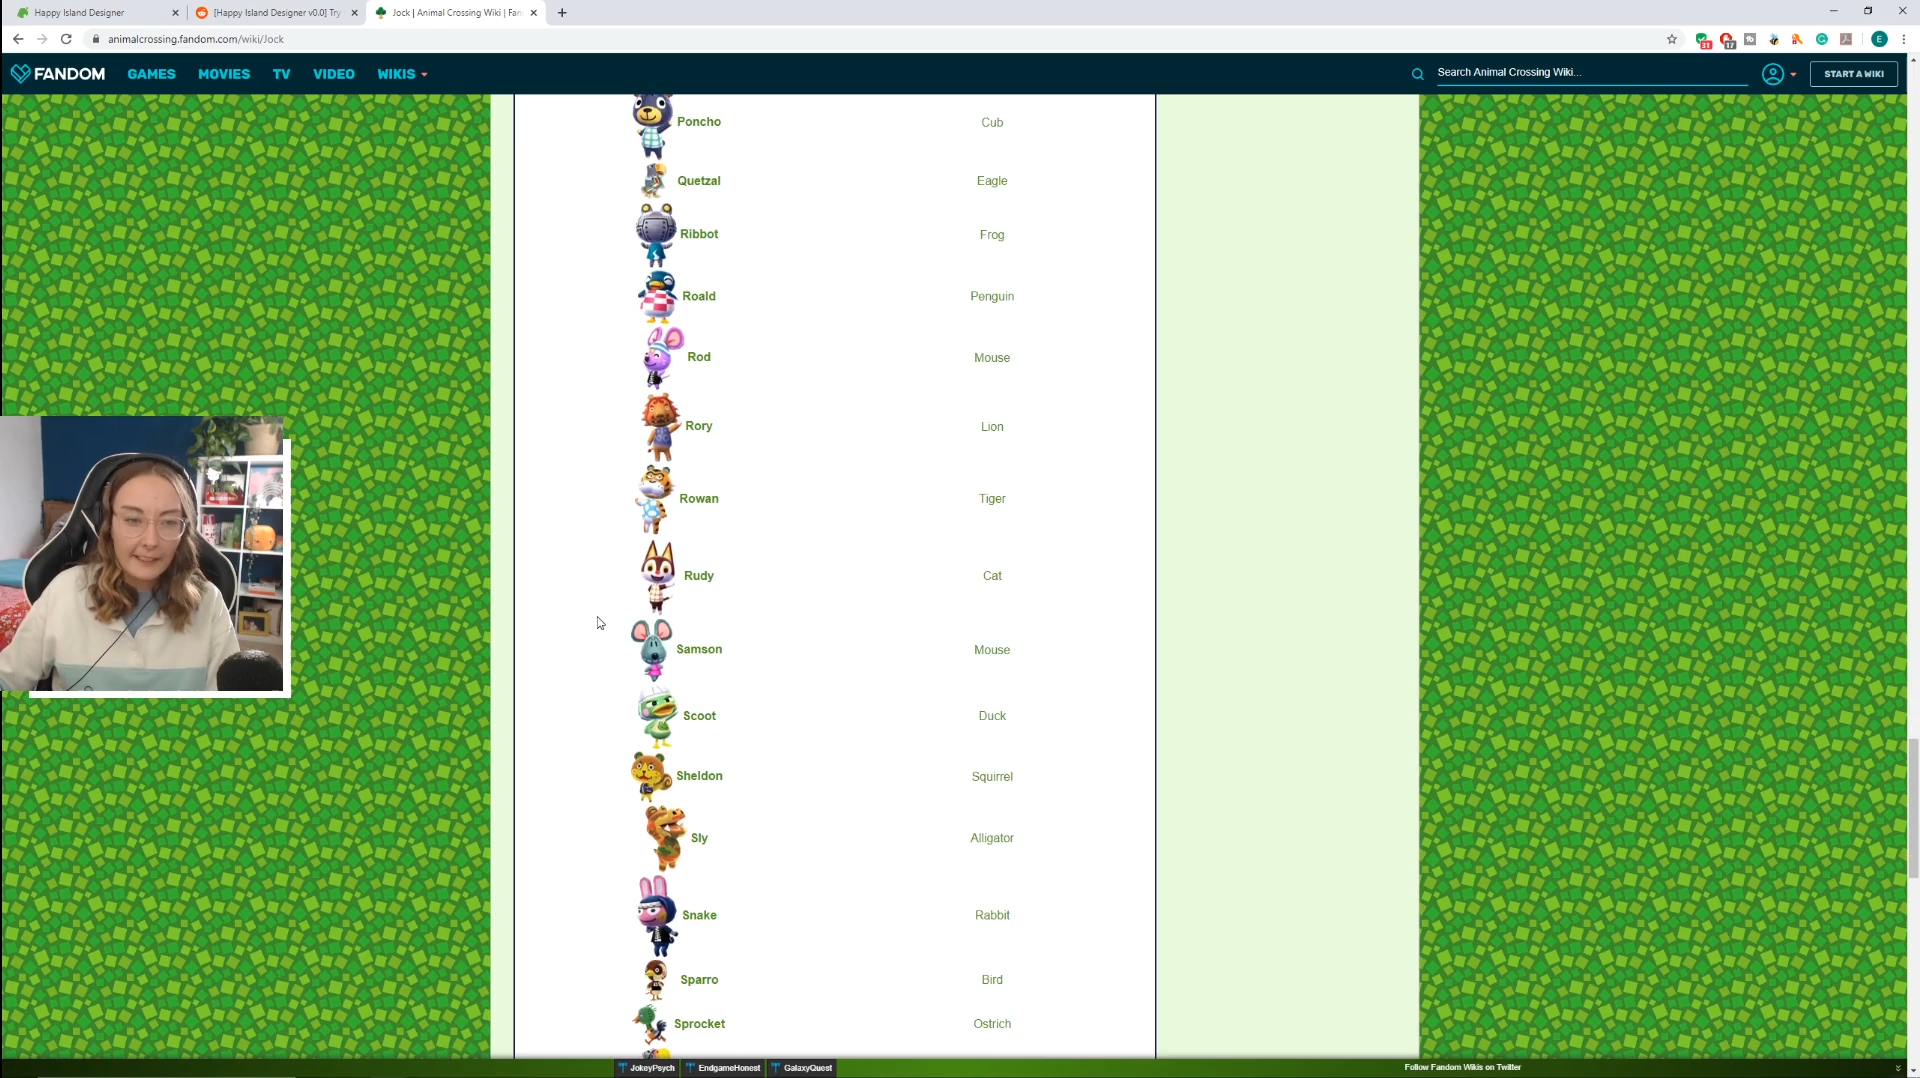 Happy Island Designer
[Happy Island Designer v0.0] Try
Jock | Animal Crossing Wiki | Fan
animalcrossing.fandom.com/wiki/Jock
31
17
E
FANDOM
GAMES
MOVIES
TV
VIDEO
WIKIS
Search Animal Crossing Wiki...
START A WIKI
Poncho Cub
Quetzal Eagle
Ribbot Frog
Roald Penguin
Rod Mouse
Rory Lion
Rowan Tiger
Rudy Cat
Samson Mouse
Scoot Duck
Sheldon Squirrel
Sly Alligator
Snake Rabbit
Sparro Bird
Sprocket Ostrich
JokeyPsych
EndgameHonest
GalaxyQuest
Follow Fandom Wikis on Twitter